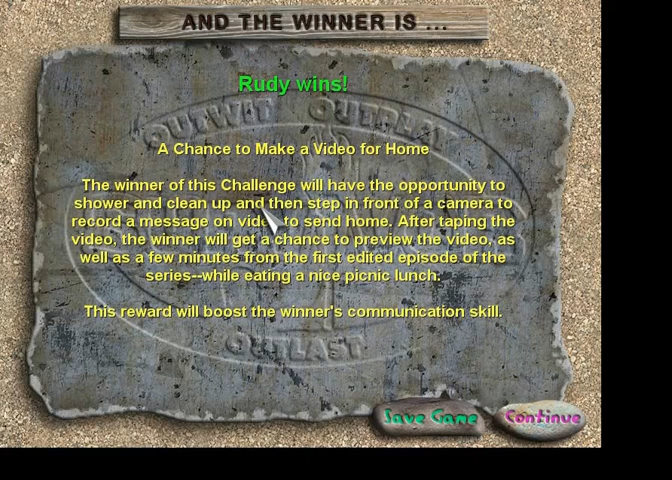 AND THE WINNER IS ...
Rudy wins!
OUTWIT OUTPLAY
A Chance to Make a Video for Home
The winner of this Challenge will have the opportunity to
shower and clean up and then step in front of a camera to
record a message on video to send home. After taping the
video, the winner will get a chance to preview the video, as
well as a few minutes from the first edited episode of the
series--while eating a nice picnic lunch.
This reward will boost the winner's communication skill.
OUTLAST
Save Game Continue